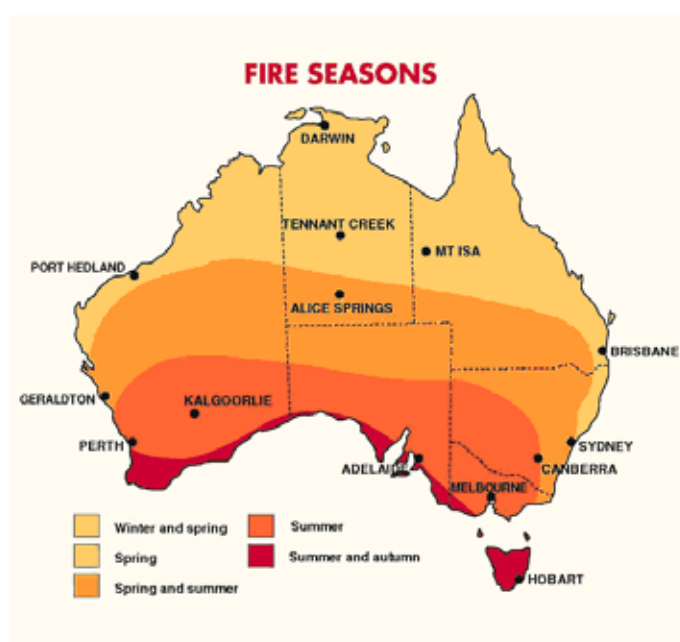 FIRE SEASONS
DARWIN
TENNANT CREEK
MT ISA
PORT HEDLAND
ALICE SPRINGS
BRISBANE
GERALDTON
KALGOORLIE
PERTH
SYDNEY
ADELAIDE
CANBERRA
MELBOURNE
Winter and spring
Summer
Spring
Summer and autumn
Spring and summer
HOBART